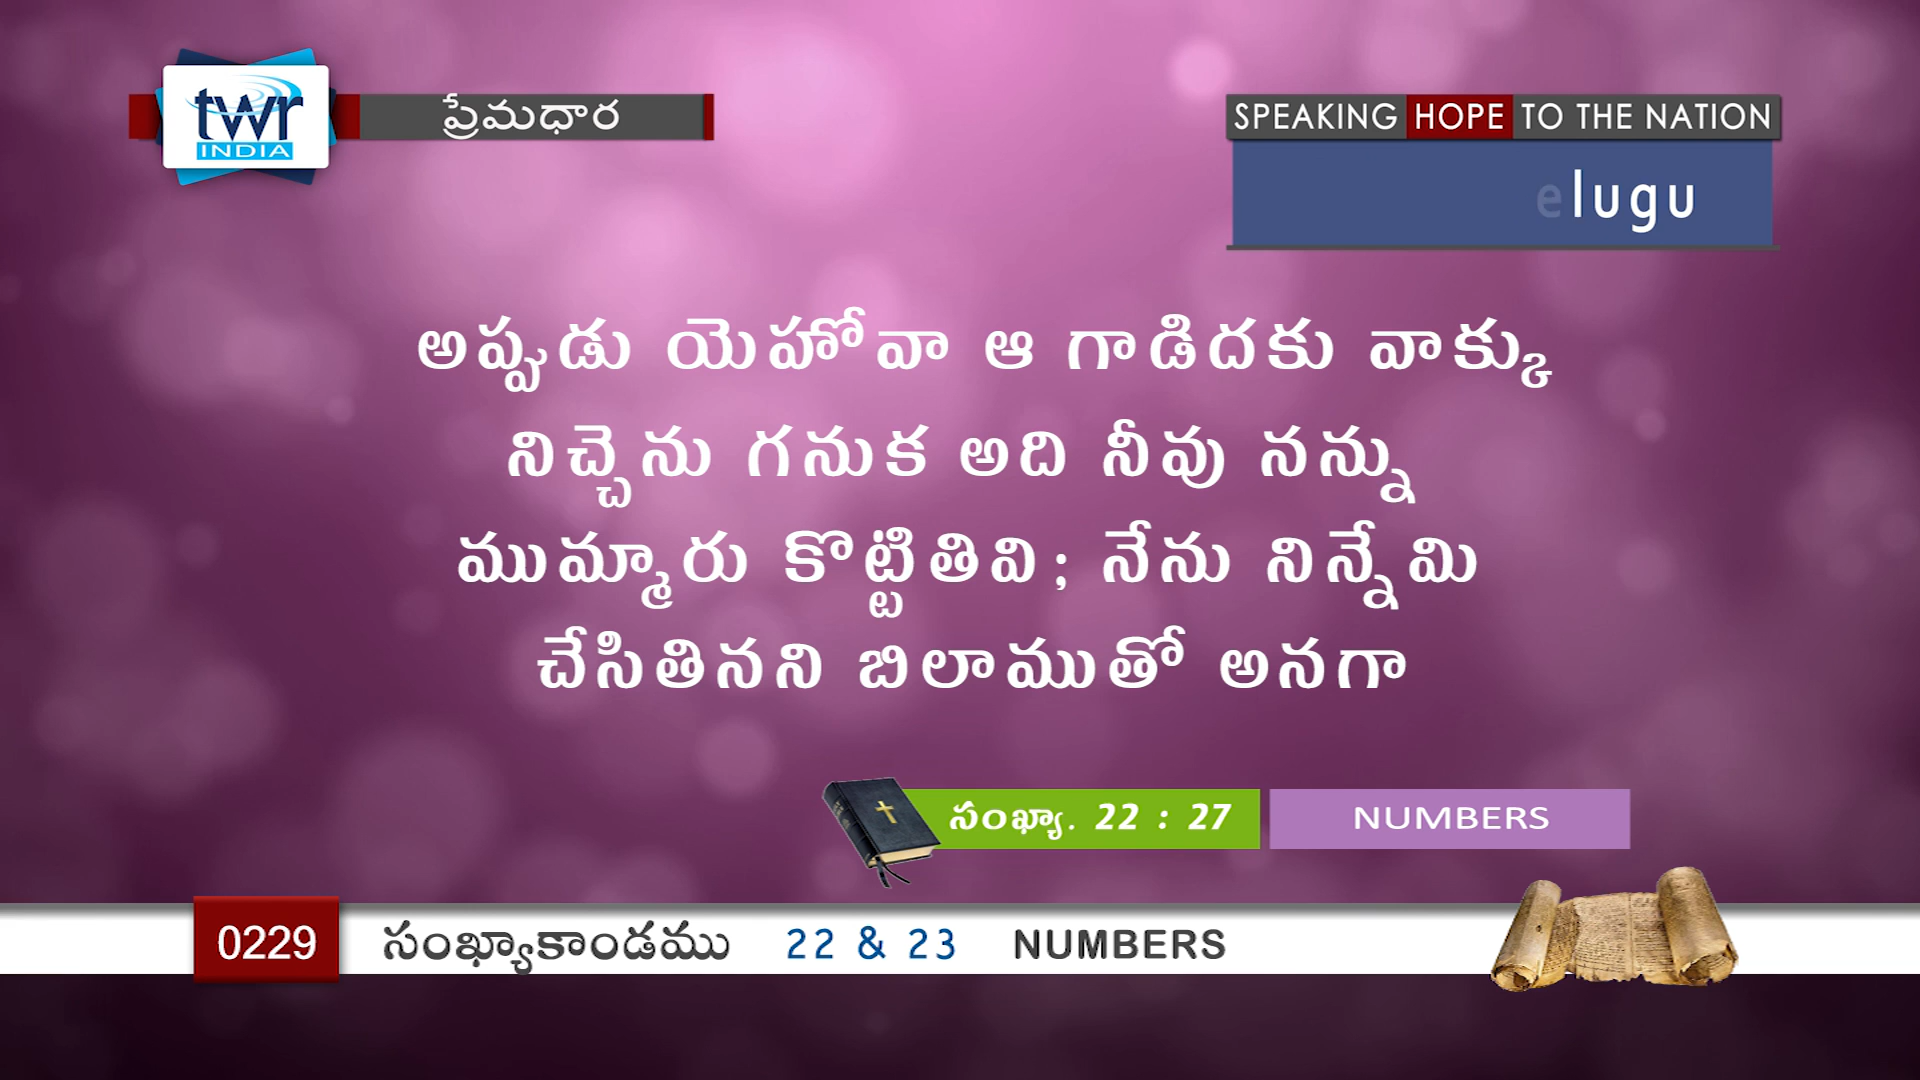 twr
INDIA
ప్రేమధార
SPEAKING HOPE TO THE NATION
elugu
అప్పుడు యెహోవా ఆ గాడిదకు వాక్కు
నిచ్చెను గనుక అది నీవు నన్ను
ముమ్మారు కొట్టితివి; నేను నిన్నేమి
చేసితినని బిలాముతో అనగా
సంఖ్యా. 22 : 27
NUMBERS
0229 సంఖ్యాకాండము 22 & 23 NUMBERS